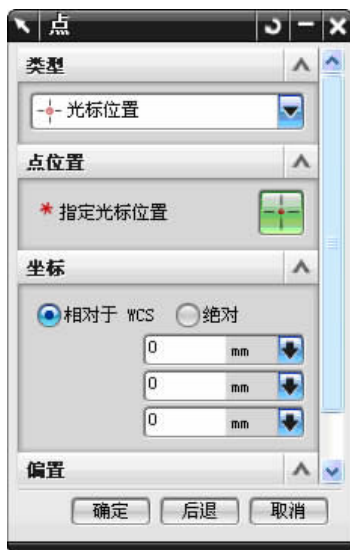 点
类型
光标位置
点位置
* 指定光标位置
坐标
相对于 WCS 绝对
0 mm
0 mm
0 mm
偏置
确定 后退 取消